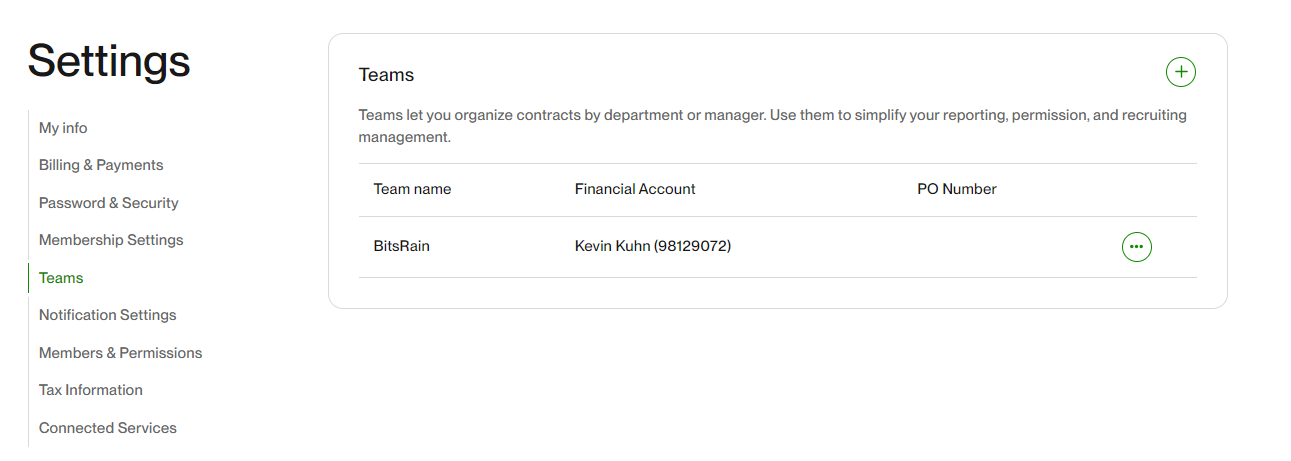 Settings
My info
Billing & Payments
Password & Security
Membership Settings
Teams
Notification Settings
Members & Permissions
Tax Information
Connected Services
Teams
Teams let you organize contracts by department or manager. Use them to simplify your reporting, permission, and recruiting
management.
Team name Financial Account PO Number
BitsRain Kevin Kuhn (98129072)